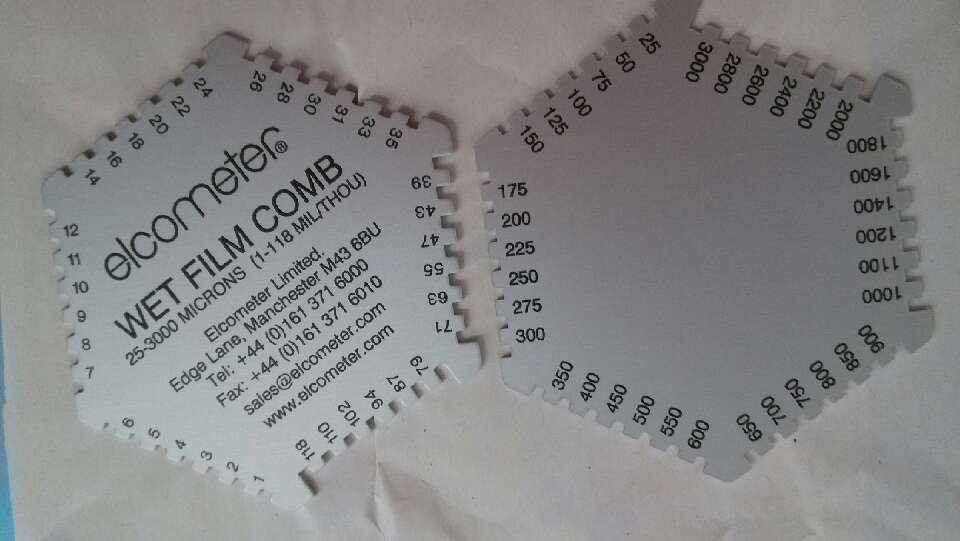 elcometer®
WET FILM COMB
25-3000 MICRONS (1-118 MIL/THOU)
Elcometer Limited.
Edge Lane, Manchester M43 6BU
Tel: +44 (0)161 371 6000
Fax: +44 (0)161 371 6010
sales@elcometer.com
www.elcometer.com
1 2 3 4 5 6
7 8 9 10 11 12
14 16 18 20 22 24
26 28 30 31 33 35
39 43 47 55 63 71
79 87 94 102 110 118
25 50 75 100 125 150
175
200
225
250
275
300
350 400 450 500 550 600
650 700 750 800 850 900
1000 1100 1200 1400 1600 1800
2000 2200 2400 2600 2800 3000